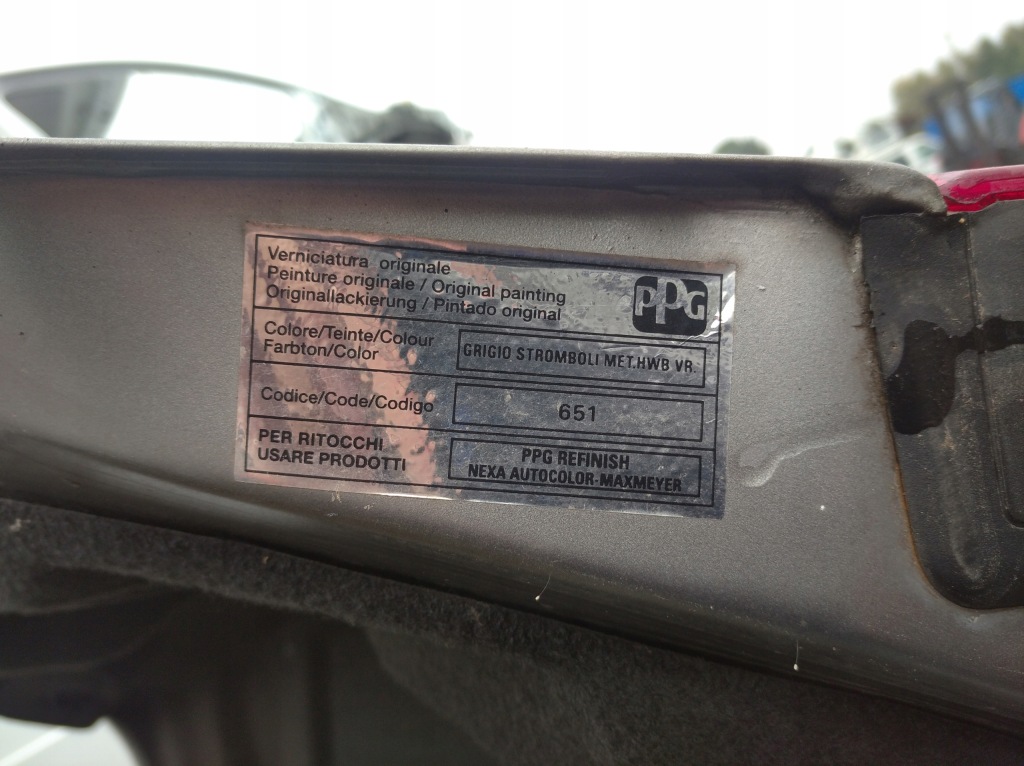 Verniciatura originale
Peinture originale / Original painting
Originallackierung / Pintado original
PPG
Colore/Teinte/Colour
Farbton/Color
GRIGIO STROMBOLI MET.HWB VR.
Codice/Code/Codigo
651
PER RITOCCHI
USARE PRODOTTI
PPG REFINISH
NEXA AUTOCOLOR-MAXMEYER